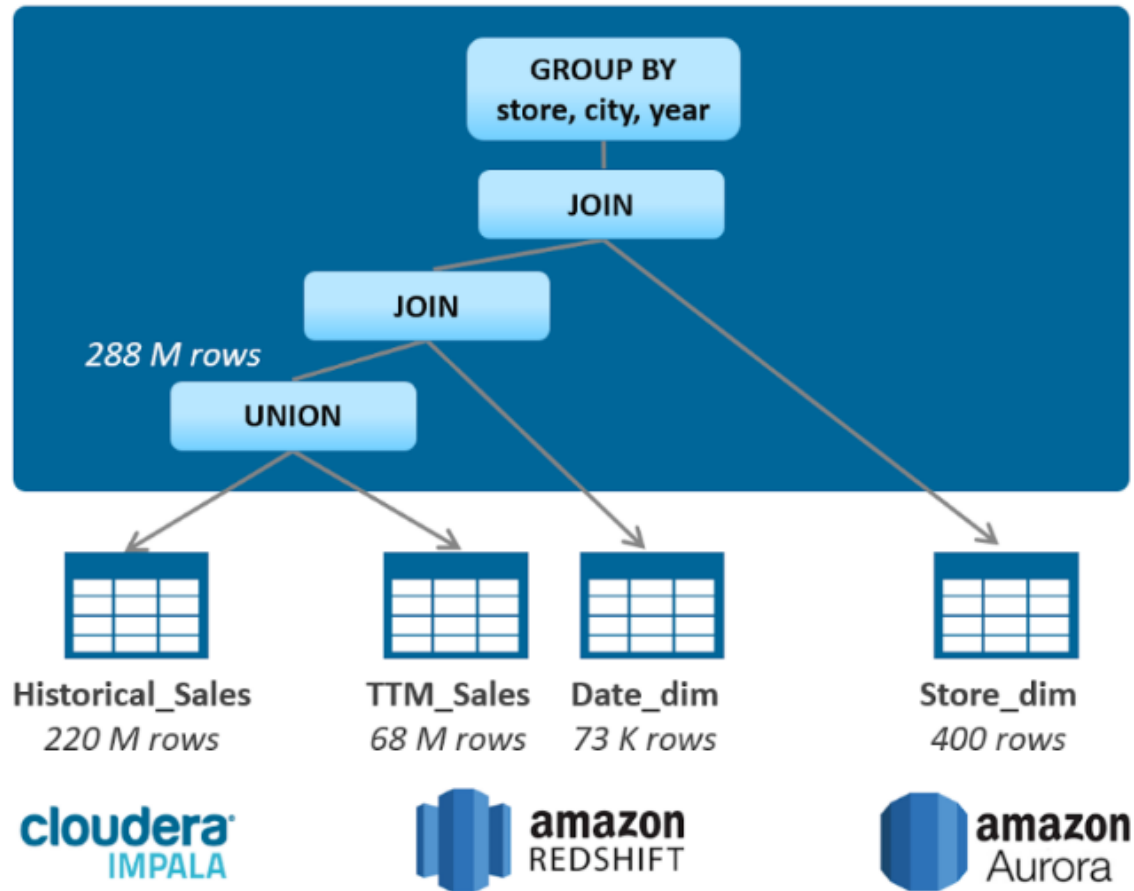 GROUP BY
store, city, year
JOIN
JOIN
288 M rows
UNION
Historical_Sales
220 M rows
TTM_Sales
68 M rows
Date_dim
73 K rows
Store_dim
400 rows
cloudera
IMPALA
amazon
REDSHIFT
amazon
Aurora